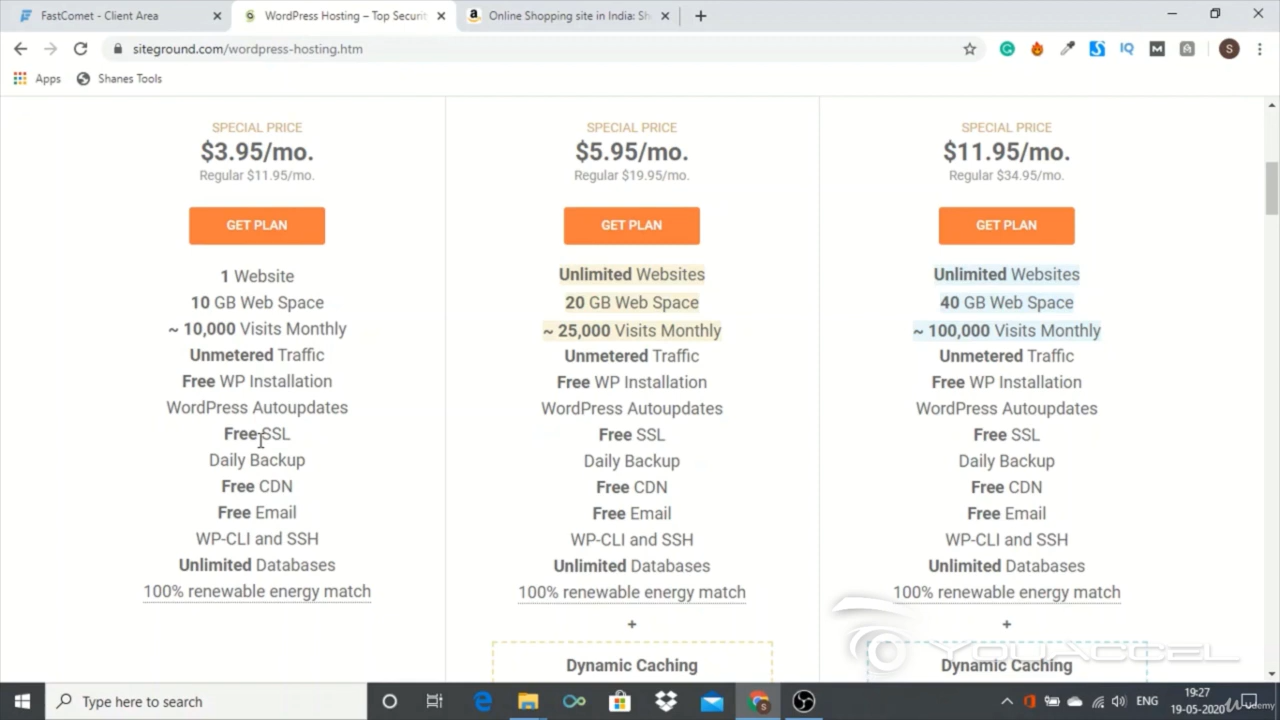 FastComet - Client Area
WordPress Hosting – Top Securit
Online Shopping site in India: Sh
siteground.com/wordpress-hosting.htm
Apps
Shanes Tools
SPECIAL PRICE
$3.95/mo.
Regular $11.95/mo.
GET PLAN
1 Website
10 GB Web Space
~ 10,000 Visits Monthly
Unmetered Traffic
Free WP Installation
WordPress Autoupdates
Free SSL
Daily Backup
Free CDN
Free Email
WP-CLI and SSH
Unlimited Databases
100% renewable energy match
SPECIAL PRICE
$5.95/mo.
Regular $19.95/mo.
GET PLAN
Unlimited Websites
20 GB Web Space
~ 25,000 Visits Monthly
Unmetered Traffic
Free WP Installation
WordPress Autoupdates
Free SSL
Daily Backup
Free CDN
Free Email
WP-CLI and SSH
Unlimited Databases
100% renewable energy match
+
Dynamic Caching
SPECIAL PRICE
$11.95/mo.
Regular $34.95/mo.
GET PLAN
Unlimited Websites
40 GB Web Space
~ 100,000 Visits Monthly
Unmetered Traffic
Free WP Installation
WordPress Autoupdates
Free SSL
Daily Backup
Free CDN
Free Email
WP-CLI and SSH
Unlimited Databases
100% renewable energy match
+
Dynamic Caching
YOUACCEL
Type here to search
ENG
19:27
19-05-2020
Udemy